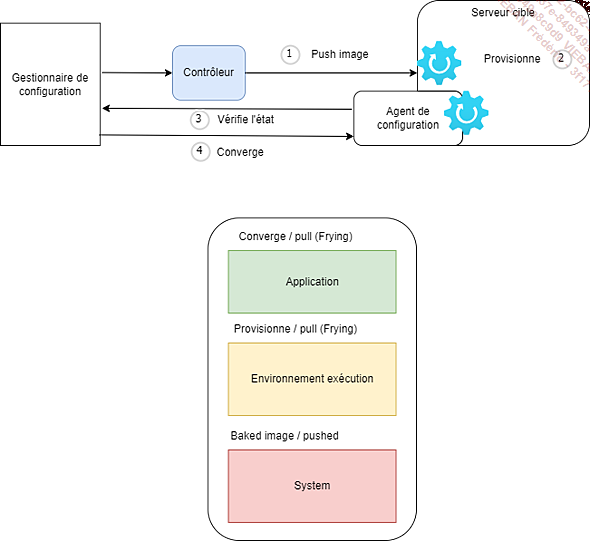 Serveur cible
Gestionnaire de
configuration
Contrôleur
1 Push image
Provisionne 2
Agent de
configuration
3 Vérifie l'état
4 Converge
Converge / pull (Frying)
Application
Provisionne / pull (Frying)
Environnement exécution
Baked image / pushed
System